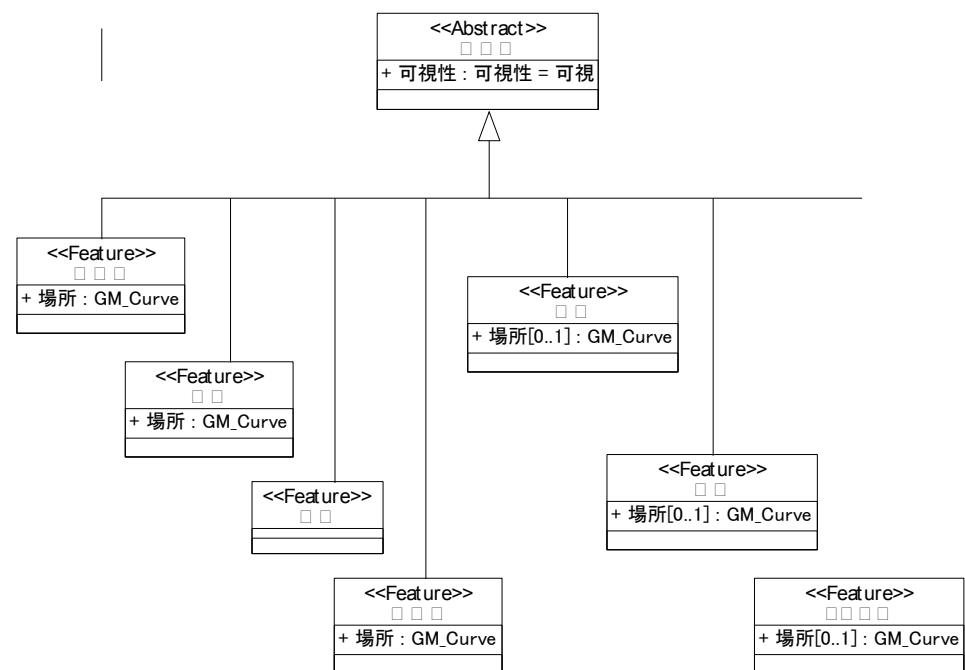 <<Abstract>>
+ 可視性 : 可視性 = 可視
<<Feature>>
+ 場所 : GM_Curve
<<Feature>>
+ 場所[0..1] : GM_Curve
<<Feature>>
+ 場所 : GM_Curve
<<Feature>>
+ 場所[0..1] : GM_Curve
<<Feature>>
<<Feature>>
+ 場所 : GM_Curve
<<Feature>>
+ 場所[0..1] : GM_Curve